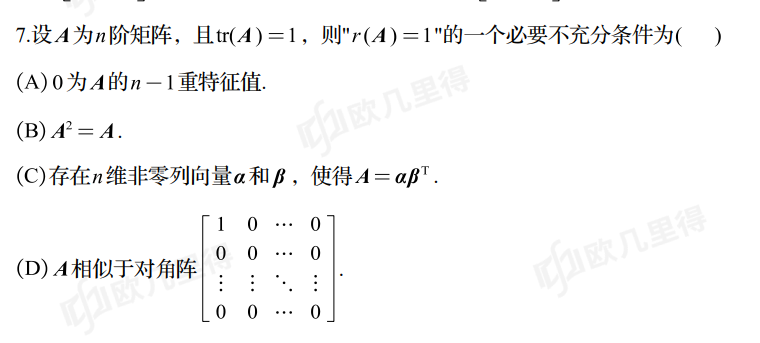 7.设A为n阶矩阵，且tr(A)=1，则"r(A)=1"的一个必要不充分条件为(    )
(A)0为A的n－1重特征值.
(B)A²=A.
(C)存在n维非零列向量α和β，使得A=αβᵀ.
(D)A相似于对角阵
1 0 ⋯ 0
0 0 ⋯ 0
⋮ ⋮ ⋱ ⋮
0 0 ⋯ 0
.
欧几里得
欧几里得
欧几里得